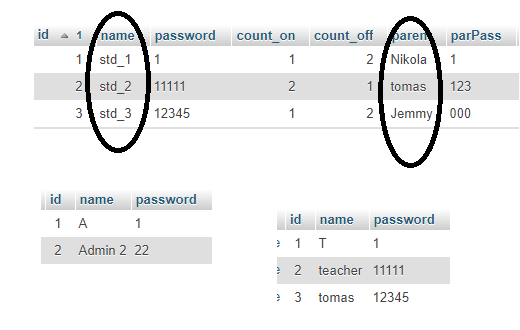 id 1 name password count_on count_off parent parPass
1 std_1 1 1 2 Nikola 1
2 std_2 11111 2 1 tomas 123
3 std_3 12345 1 2 Jemmy 000
id name password
1 A 1
2 Admin 2 22
id name password
e 1 T 1
e 2 teacher 11111
e 3 tomas 12345